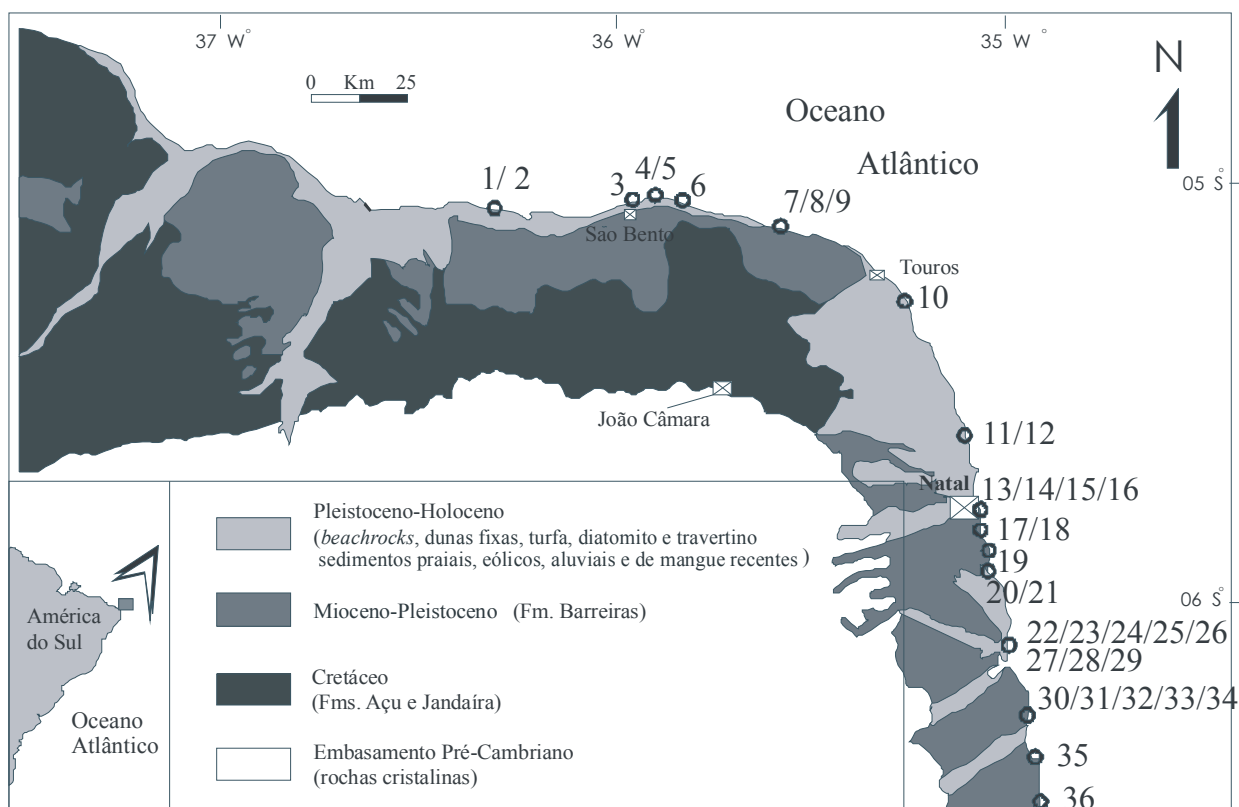 37 W°
36 W°
35 W°
N
0 Km 25
Oceano
Atlântico
05 S°
1/ 2
3
4/5
6
7/8/9
São Bento
Touros
10
João Câmara
11/12
Natal
13/14/15/16
17/18
19
20/21
06 S°
22/23/24/25/26
27/28/29
30/31/32/33/34
35
36
Pleistoceno-Holoceno
(beachrocks, dunas fixas, turfa, diatomito e travertino
sedimentos praiais, eólicos, aluviais e de mangue recentes )
Mioceno-Pleistoceno (Fm. Barreiras)
Cretáceo
(Fms. Açu e Jandaíra)
Embasamento Pré-Cambriano
(rochas cristalinas)
América
do Sul
Oceano
Atlântico